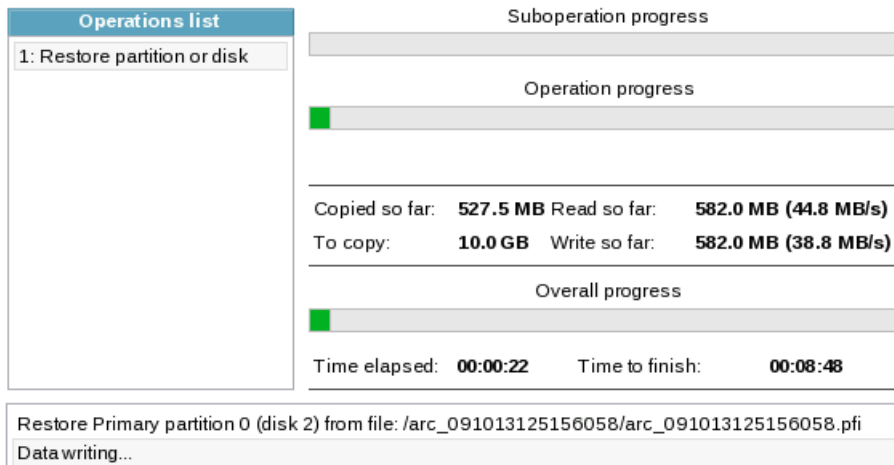 Operations list
1: Restore partition or disk
Suboperation progress
Operation progress
Copied so far: 527.5 MB Read so far: 582.0 MB (44.8 MB/s)
To copy: 10.0 GB Write so far: 582.0 MB (38.8 MB/s)
Overall progress
Time elapsed: 00:00:22 Time to finish: 00:08:48
Restore Primary partition 0 (disk 2) from file: /arc_091013125156058/arc_091013125156058.pfi
Data writing...